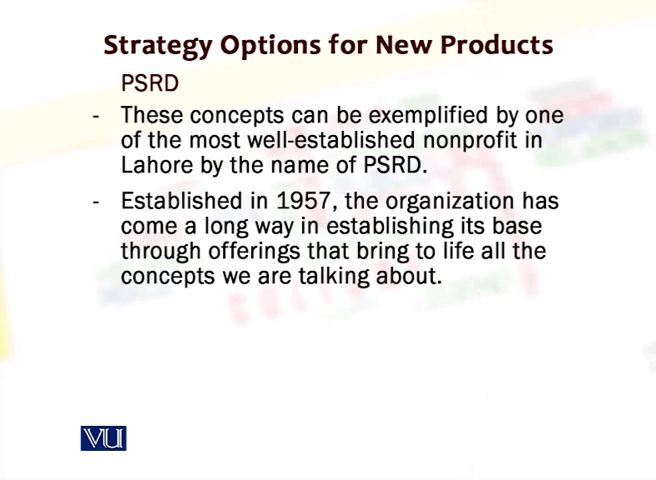 Strategy Options for New Products
PSRD
- These concepts can be exemplified by one
of the most well-established nonprofit in
Lahore by the name of PSRD.
- Established in 1957, the organization has
come a long way in establishing its base
through offerings that bring to life all the
concepts we are talking about.
VU